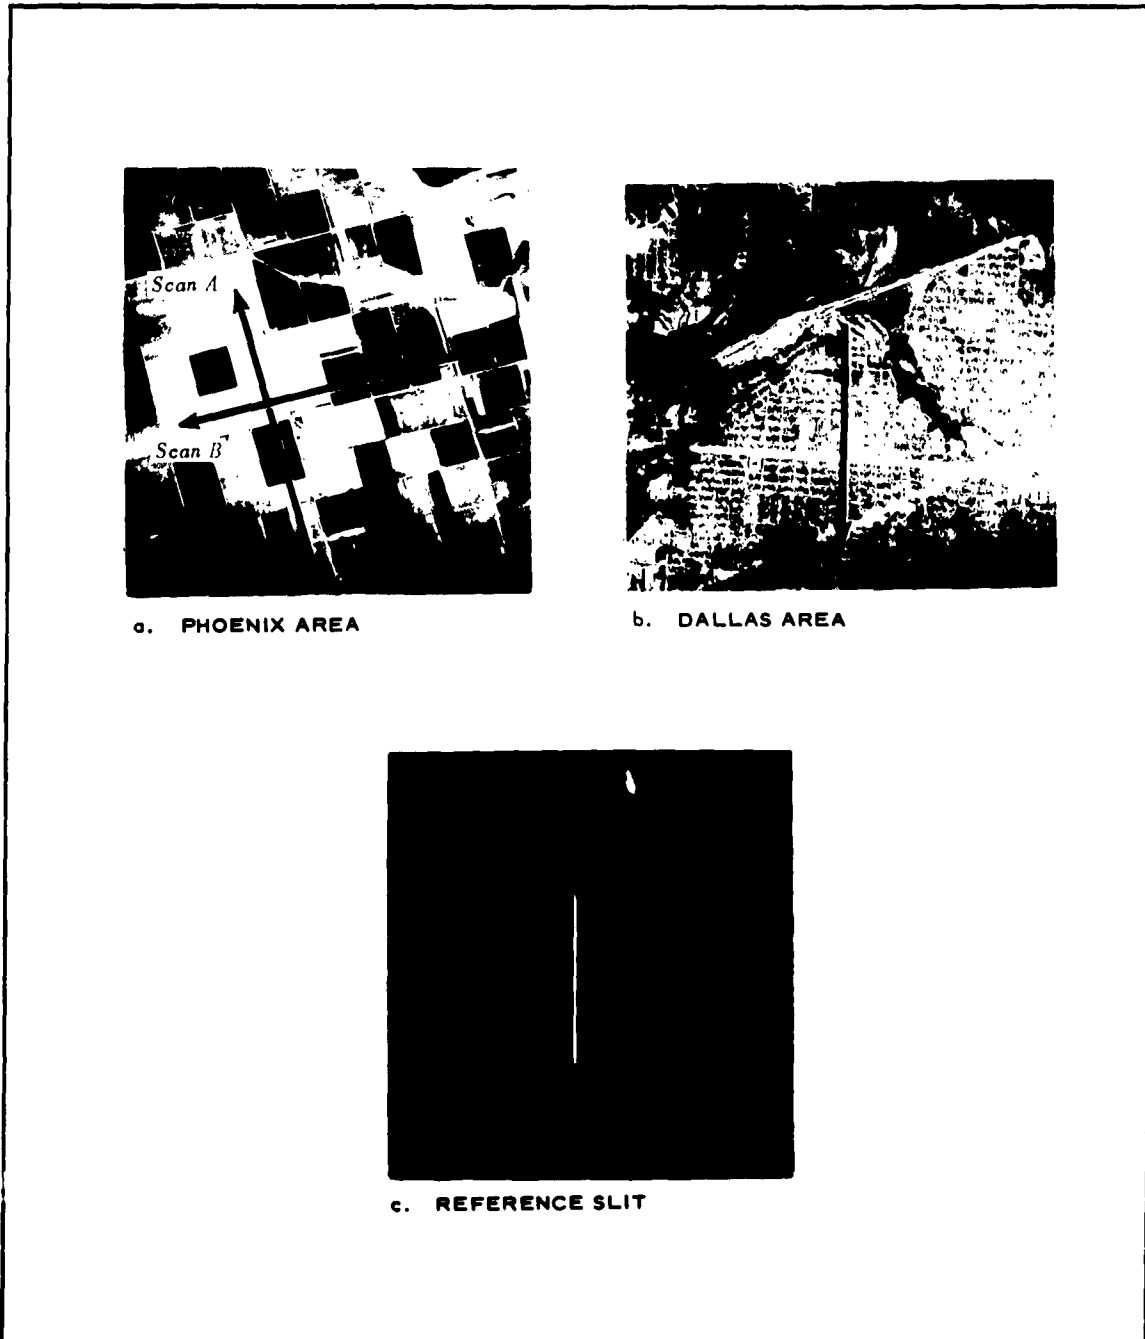 Scan A
Scan B
a. PHOENIX AREA
b. DALLAS AREA
c. REFERENCE SLIT